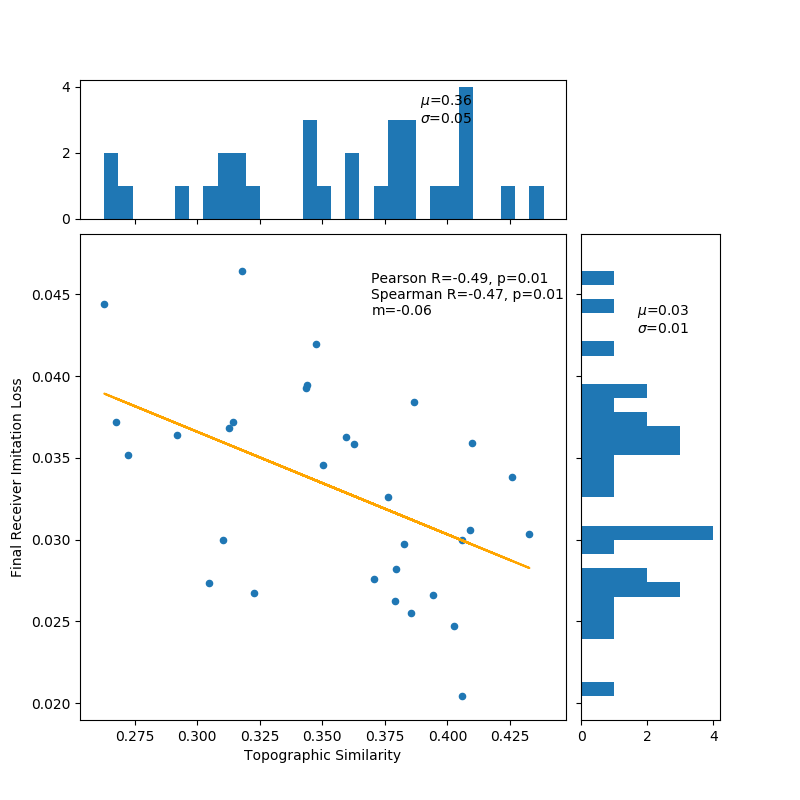 4
2
0
μ=0.36
σ=0.05
Pearson R=-0.49, p=0.01
Spearman R=-0.47, p=0.01
m=-0.06
μ=0.03
σ=0.01
0.045
0.040
0.035
0.030
0.025
0.020
Final Receiver Imitation Loss
0.275 0.300 0.325 0.350 0.375 0.400 0.425
0 2 4
Topographic Similarity